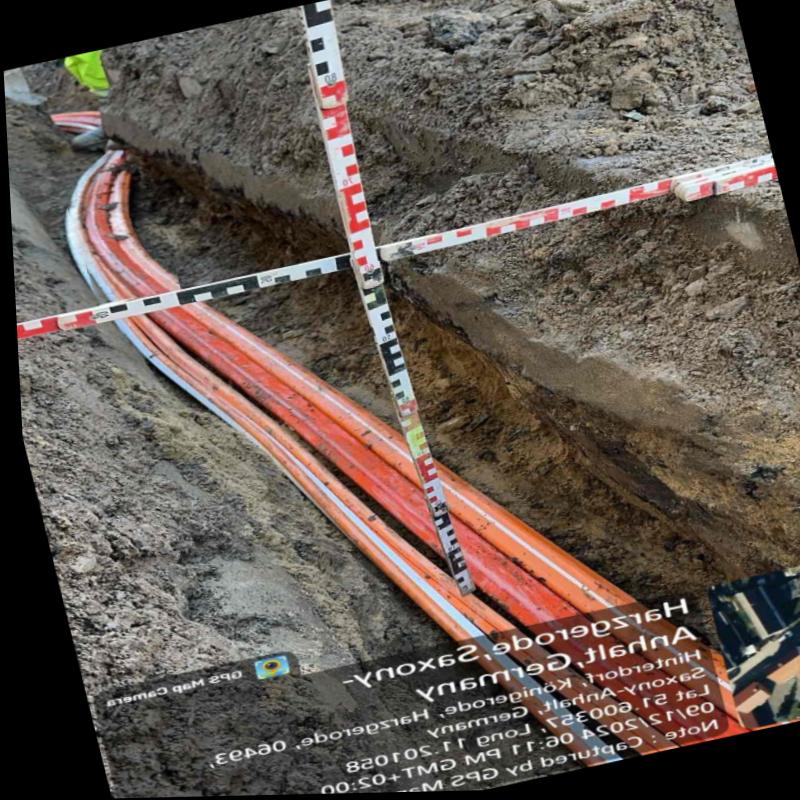 GPS Map Camera
Harzgerode, Saxony-
Anhalt, Germany
Hinterdorf, Königerode, Harzgerode, 06493,
Saxony-Anhalt, Germany
Lat 51.600357, Long 11.201058
09/12/2024 06:11 PM GMT+02:00
Note : Captured by GPS Ma